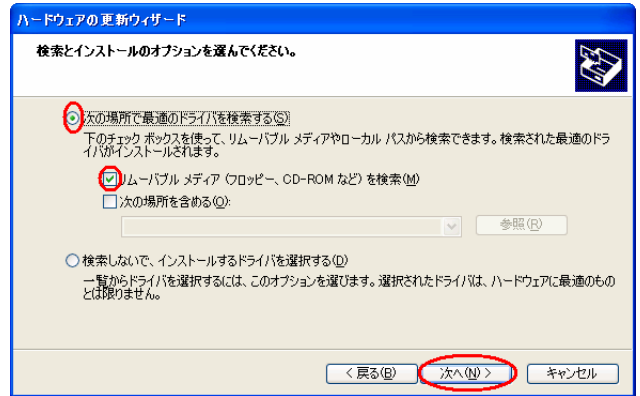 ハードウェアの更新ウィザード
検索とインストールのオプションを選んでください。
次の場所で最適のドライバを検索する(S)
下のチェック ボックスを使って、リムーバブル メディアやローカル パスから検索できます。検索された最適のドラ
イバがインストールされます。
リムーバブル メディア (フロッピー、CD-ROM など) を検索(M)
次の場所を含める(O):
参照(R)
検索しないで、インストールするドライバを選択する(D)
一覧からドライバを選択するには、このオプションを選びます。選択されたドライバは、ハードウェアに最適のもの
とは限りません。
< 戻る(B)
次へ(N) >
キャンセル